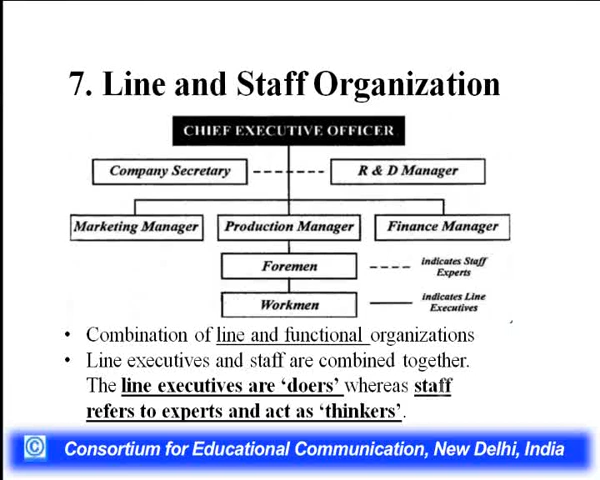 7. Line and Staff Organization
CHIEF EXECUTIVE OFFICER
Company Secretary
R & D Manager
Marketing Manager
Production Manager
Finance Manager
Foremen
indicates Staff
Experts
Workmen
indicates Line
Executives
• Combination of line and functional organizations
• Line executives and staff are combined together.
The line executives are ‘doers’ whereas staff
refers to experts and act as ‘thinkers’.
© Consortium for Educational Communication, New Delhi, India